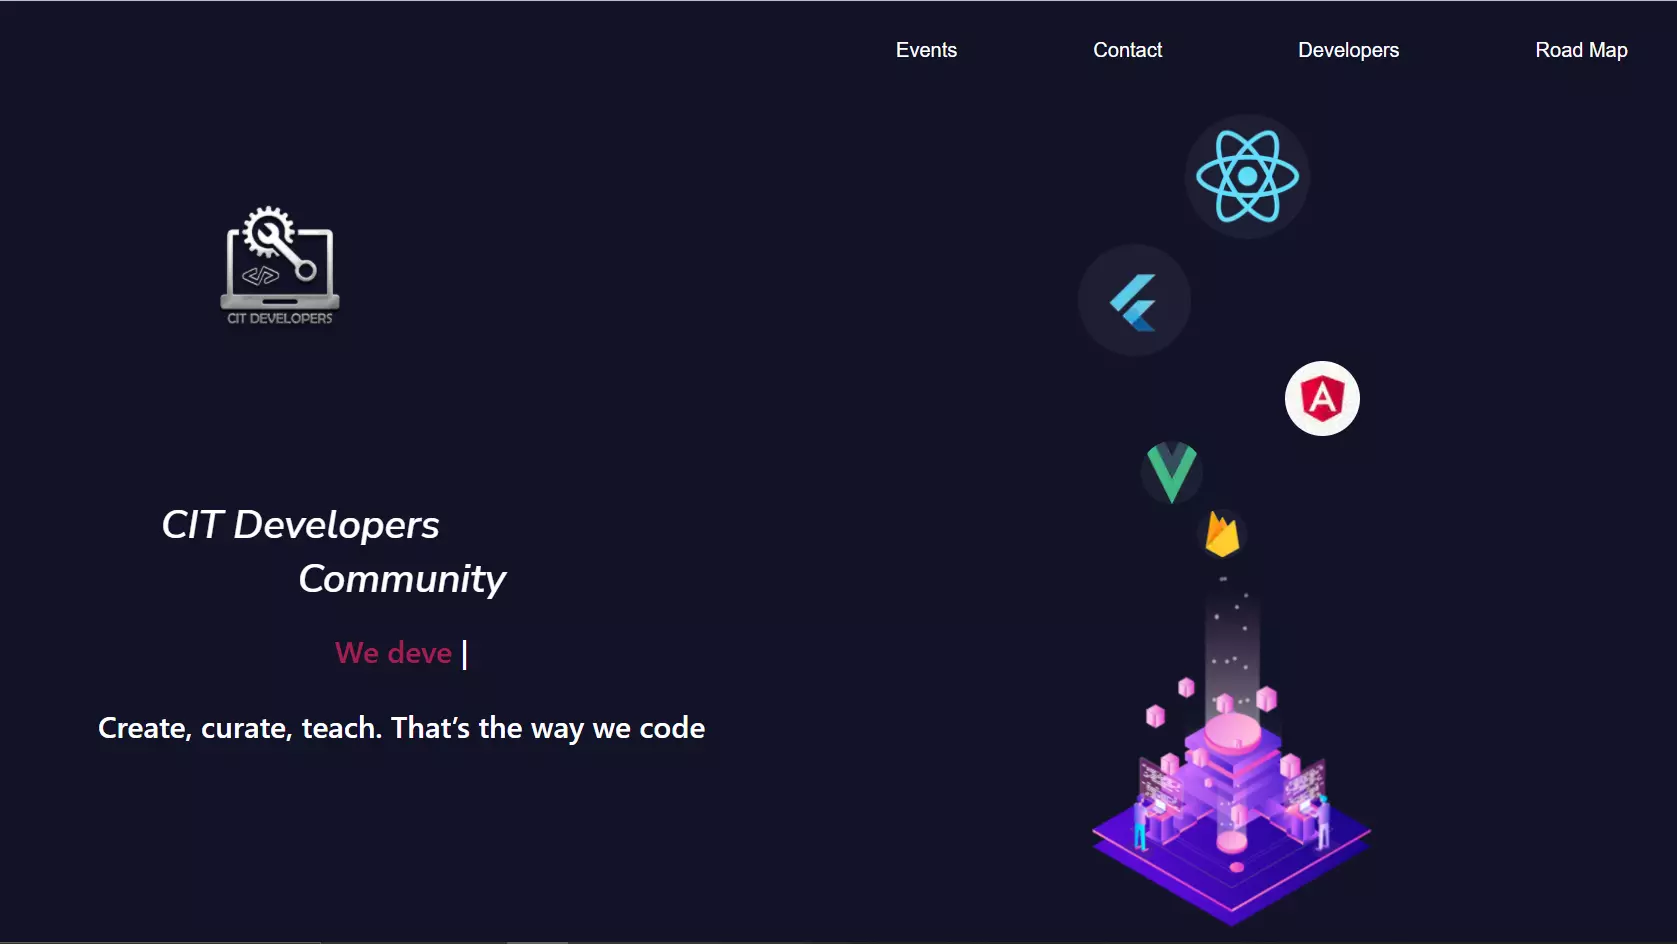 Events Contact Developers Road Map
CIT DEVELOPERS
CIT Developers
Community
We deve |
Create, curate, teach. That’s the way we code